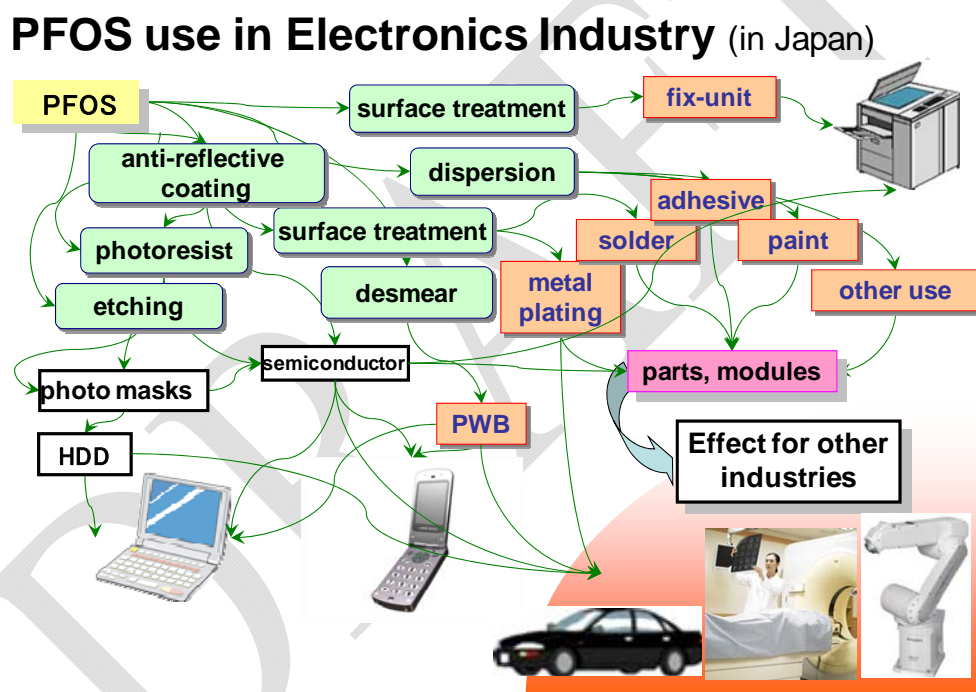 PFOS use in Electronics Industry (in Japan)
PFOS
surface treatment
fix-unit
anti-reflective
coating
dispersion
adhesive
surface treatment
solder
paint
photoresist
desmear
metal
plating
other use
etching
semiconductor
parts, modules
photo masks
PWB
HDD
Effect for other
industries
DRAFT